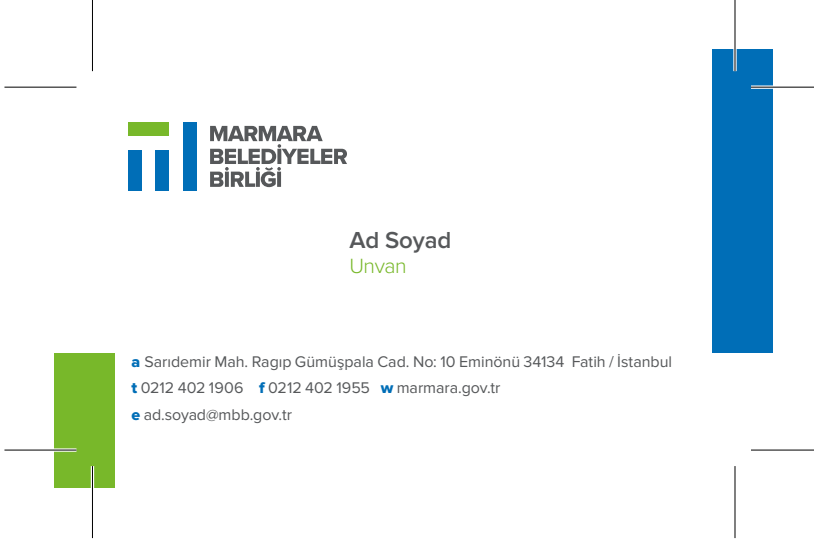 MARMARA
BELEDİYELER
BİRLİĞİ
Ad Soyad
Unvan
a Sarıdemir Mah. Ragıp Gümüşpala Cad. No: 10 Eminönü 34134 Fatih / İstanbul
t 0212 402 1906 f 0212 402 1955 w marmara.gov.tr
e ad.soyad@mbb.gov.tr